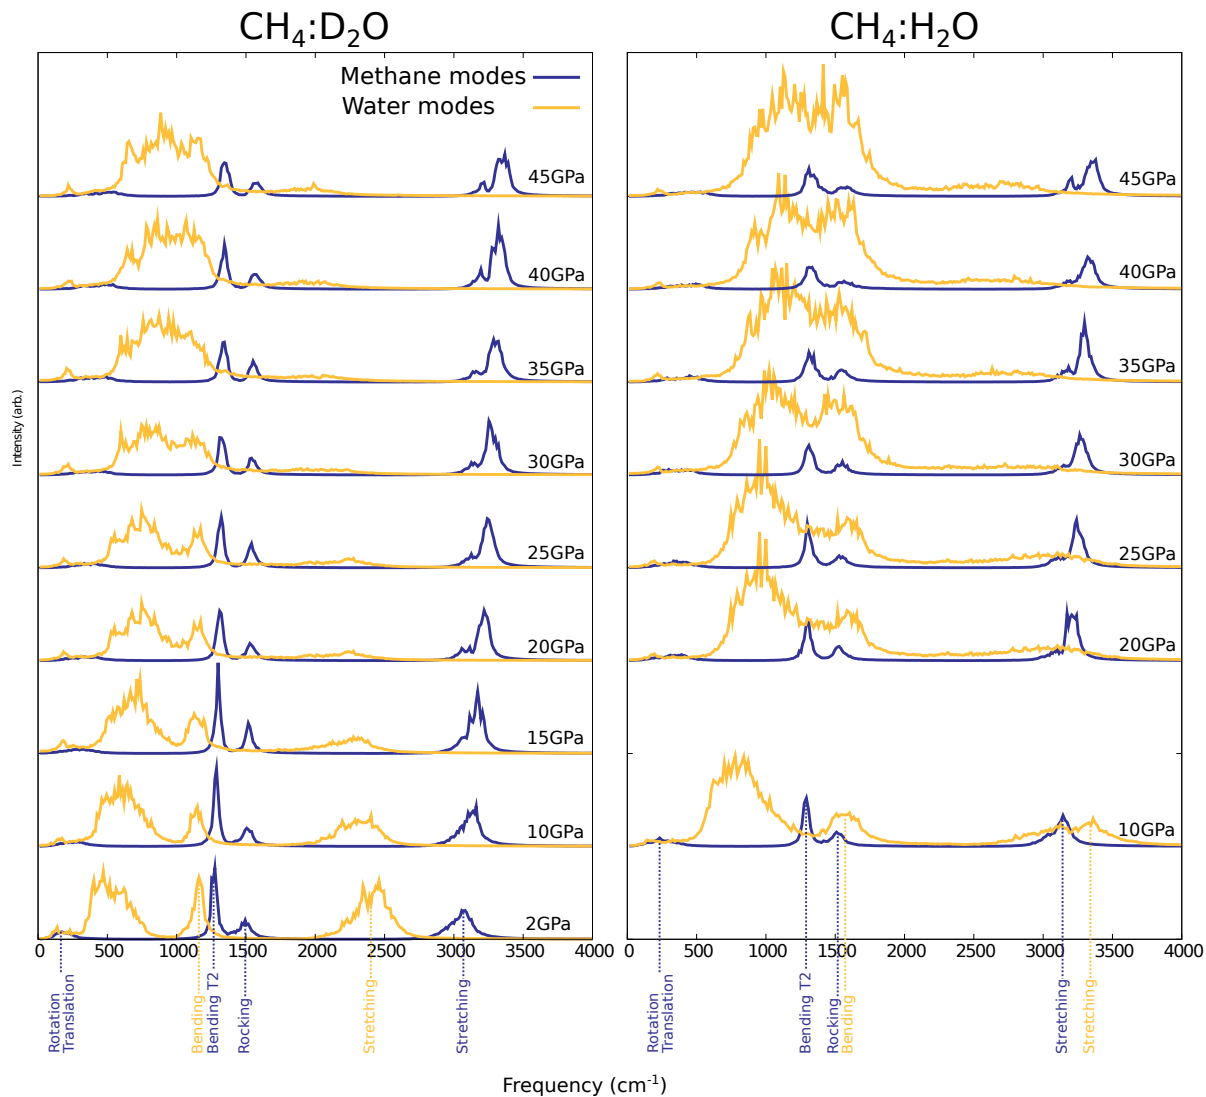 CH4:D2O
CH4:H2O
Methane modes
Water modes
45GPa
40GPa
35GPa
30GPa
25GPa
20GPa
15GPa
10GPa
2GPa
45GPa
40GPa
35GPa
30GPa
25GPa
20GPa
10GPa
Intensity (arb.)
0 500 1000 1500 2000 2500 3000 3500 4000
0 500 1000 1500 2000 2500 3000 3500 4000
Rotation
Translation
Bending
Bending T2
Rocking
Stretching
Stretching
Rotation
Translation
Bending T2
Rocking
Bending
Stretching
Stretching
Frequency (cm-1)